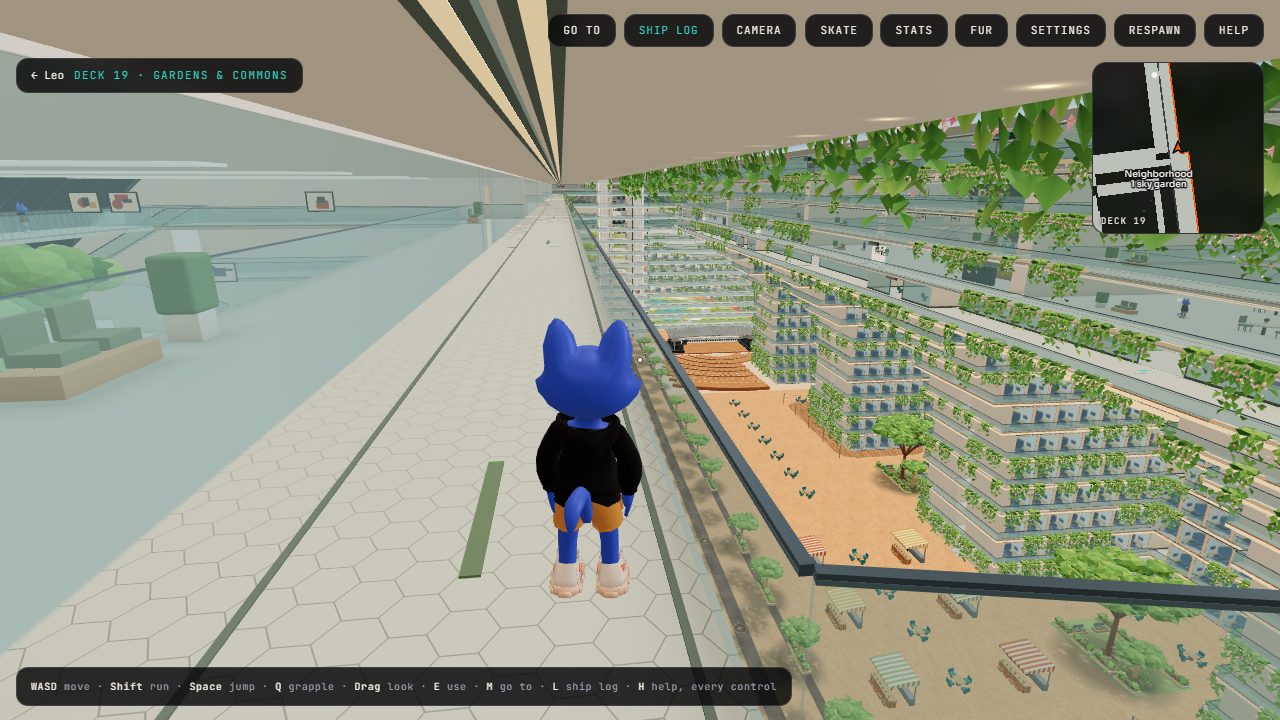 GO TO
SHIP LOG
CAMERA
SKATE
STATS
FUR
SETTINGS
RESPAWN
HELP
← Leo DECK 19 · GARDENS & COMMONS
Neighborhood
1 sky garden
DECK 19
WASD move · Shift run · Space jump · Q grapple · Drag look · E use · M go to · L ship log · H help, every control